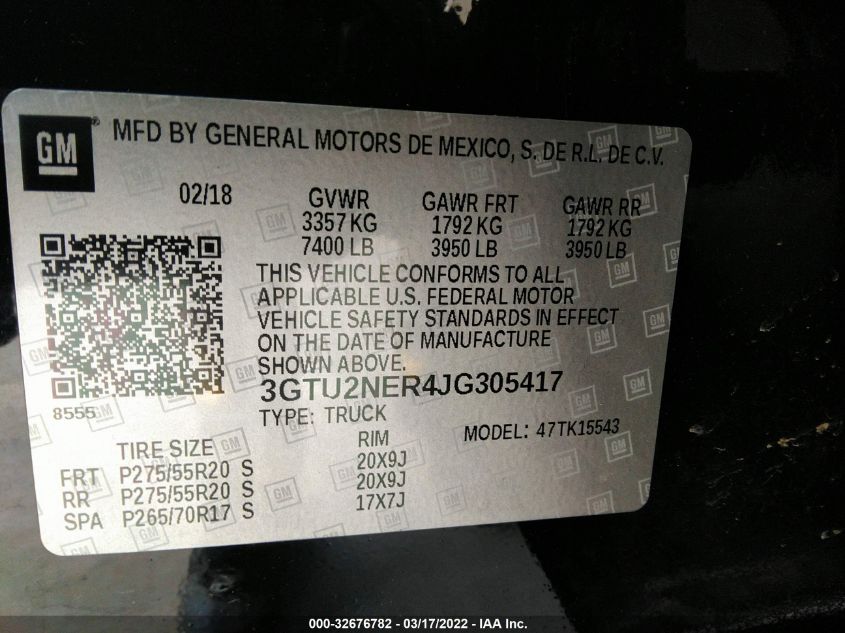 GM® MFD BY GENERAL MOTORS DE MEXICO, S. DE R.L. DE C.V.
02/18 GVWR GAWR FRT GAWR RR
3357 KG 1792 KG 1792 KG
7400 LB 3950 LB 3950 LB
THIS VEHICLE CONFORMS TO ALL
APPLICABLE U.S. FEDERAL MOTOR
VEHICLE SAFETY STANDARDS IN EFFECT
ON THE DATE OF MANUFACTURE
SHOWN ABOVE.
3GTU2NER4JG305417
8555
TYPE: TRUCK MODEL: 47TK15543
TIRE SIZE RIM
FRT P275/55R20 S 20X9J
RR P275/55R20 S 20X9J
SPA P265/70R17 S 17X7J
000-32676782 - 03/17/2022 - IAA Inc.